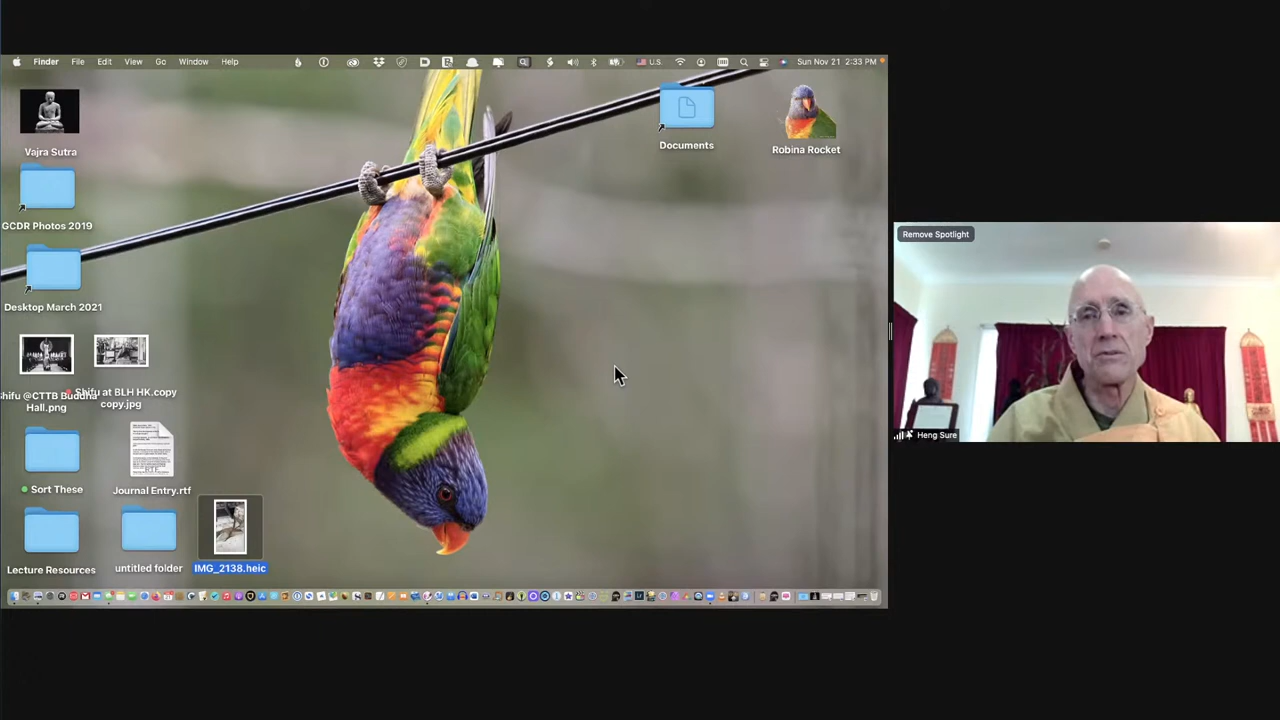 Finder File Edit View Go Window Help U.S. Sun Nov 21 2:33 PM
Vajra Sutra
Documents
Robina Rocket
GCDR Photos 2019
Desktop March 2021
Remove Spotlight
Shifu at BLH HK.copy
copy.jpg
hifu @CTTB Buddha
Hall.png
Sort These
Journal Entry.rtf
RTF
Lecture Resources
untitled folder
IMG_2138.heic
Heng Sure